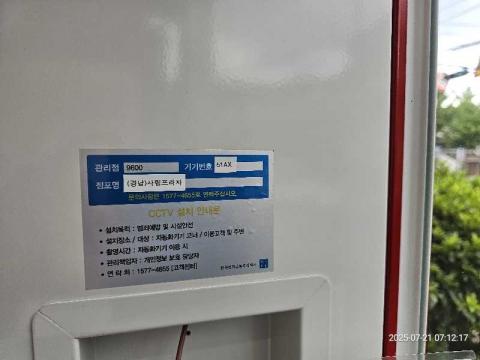 관리점 9600 기기번호 51AX
점포명 (경남)사림프라자
문의사항은 1577-4655로 연락주십시오
CCTV 설치 안내문
• 설치목적 : 범죄예방 및 시설안전
• 설치장소 / 대상 : 자동화기기 코너 / 이용고객 및 주변
• 촬영시간 : 자동화기기 이용 시
• 관리책임자 : 개인정보 보호 담당자
• 연 락 처 : 1577-4655 [고객센터]
2025-07-21 07:12:17